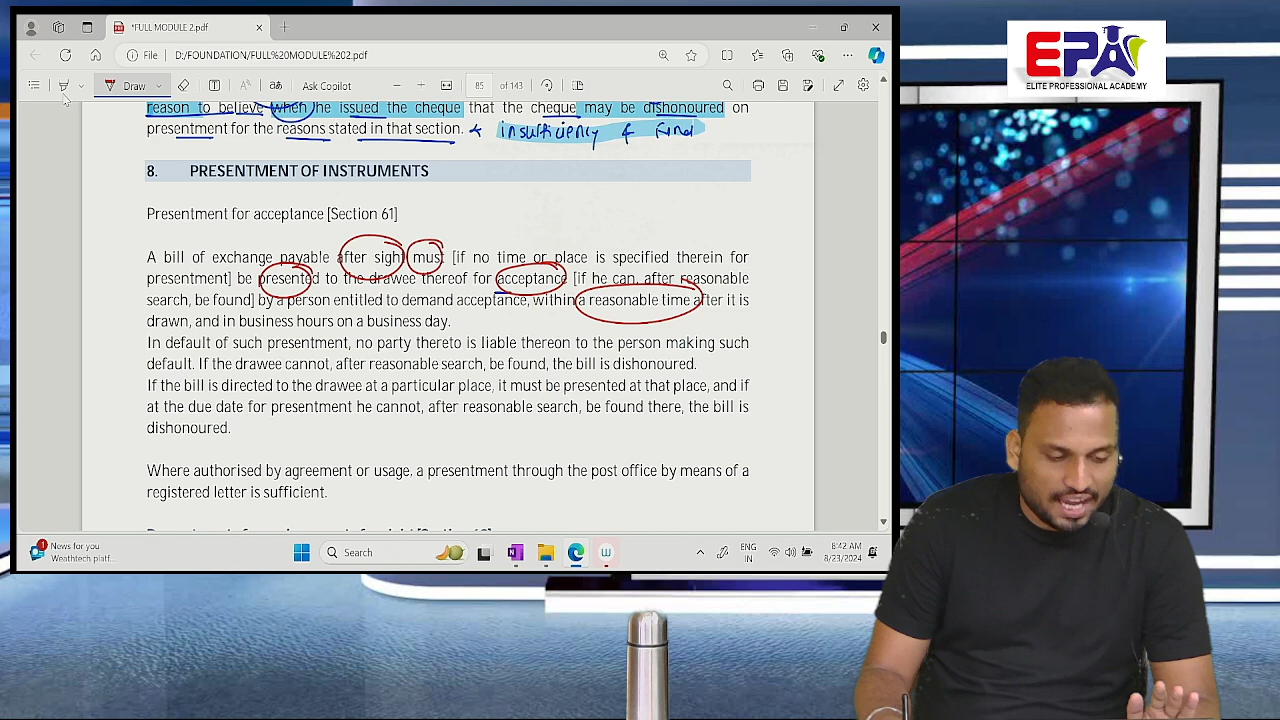 *FULL MODULE 2.pdf
File
D:/FOUNDATION/FULL%20MODULE
Draw
Ask Copilot
85
of 143
reason to believe when he issued the cheque that the cheque may be dishonoured on
presentment for the reasons stated in that section.
insufficiency
Fund
8. PRESENTMENT OF INSTRUMENTS
Presentment for acceptance [Section 61]
A bill of exchange payable after sight must [if no time or place is specified therein for
presentment] be presented to the drawee thereof for acceptance [if he can, after reasonable
search, be found] by a person entitled to demand acceptance, within a reasonable time after it is
drawn, and in business hours on a business day.
In default of such presentment, no party thereto is liable thereon to the person making such
default. If the drawee cannot, after reasonable search, be found, the bill is dishonoured.
If the bill is directed to the drawee at a particular place, it must be presented at that place, and if
at the due date for presentment he cannot, after reasonable search, be found there, the bill is
dishonoured.
Where authorised by agreement or usage, a presentment through the post office by means of a
registered letter is sufficient.
News for you
Weathtech platf...
Search
ENG
IN
8:42 AM
8/23/2024
EPA
ELITE PROFESSIONAL ACADEMY